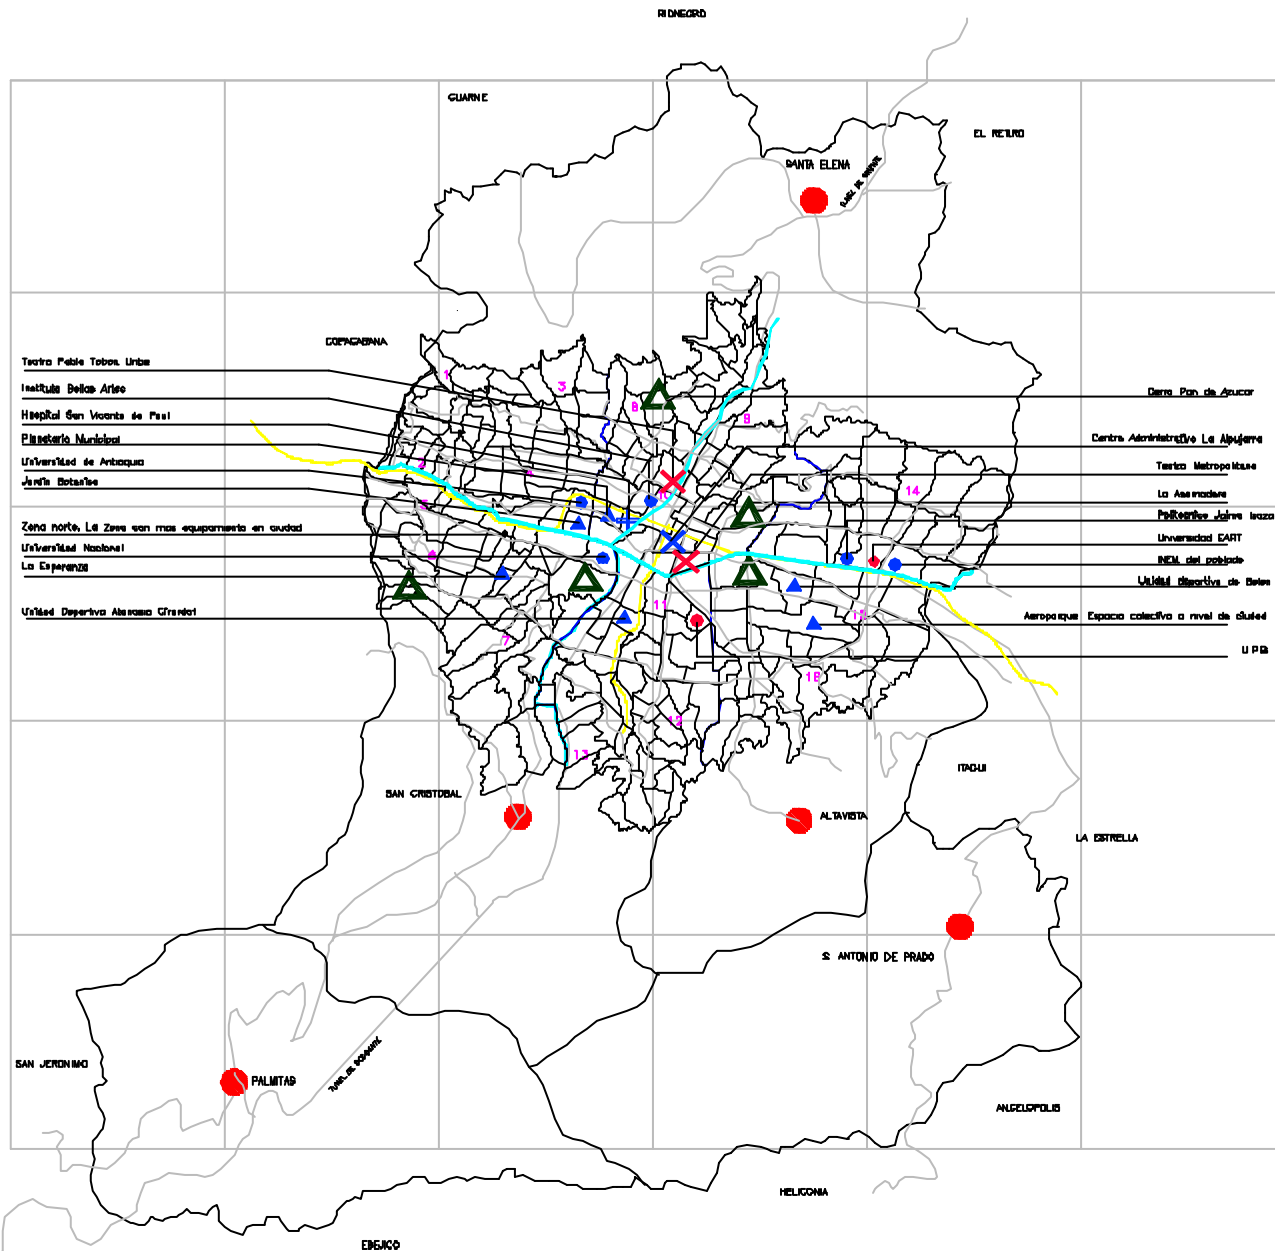 RIONEGRO
GUARNE
EL RETIRO
SANTA ELENA
COPACABANA
Teatro Pablo Tobon Uribe
Instituto Bellas Artes
Hospital San Vicente de Paul
Planetario Municipal
Universidad de Antioquia
Jardin Botanico
Zona norte. La Zona con mas equipamiento en ciudad
Universidad Nacional
La Esperanza
Unidad Deportiva Atanasio Girardot
Cerro Pan de Azucar
Centro Administrativo La Alpujarra
Teatro Metropolitano
La Asomadera
Politecnico Jaime Isaza
Universidad EAFIT
INEM del poblado
Unidad deportiva de Belen
Aeroparque Espacio colectivo a nivel de ciudad
U P B
1
3
8
14
11
7
12
13
SAN CRISTOBAL
ALTAVISTA
ITAGUI
LA ESTRELLA
S. ANTONIO DE PRADO
SAN JERONIMO
PALMITAS
TUNEL DE OCCIDENTE
ANGELOPOLIS
HELICONIA
EBEJICO